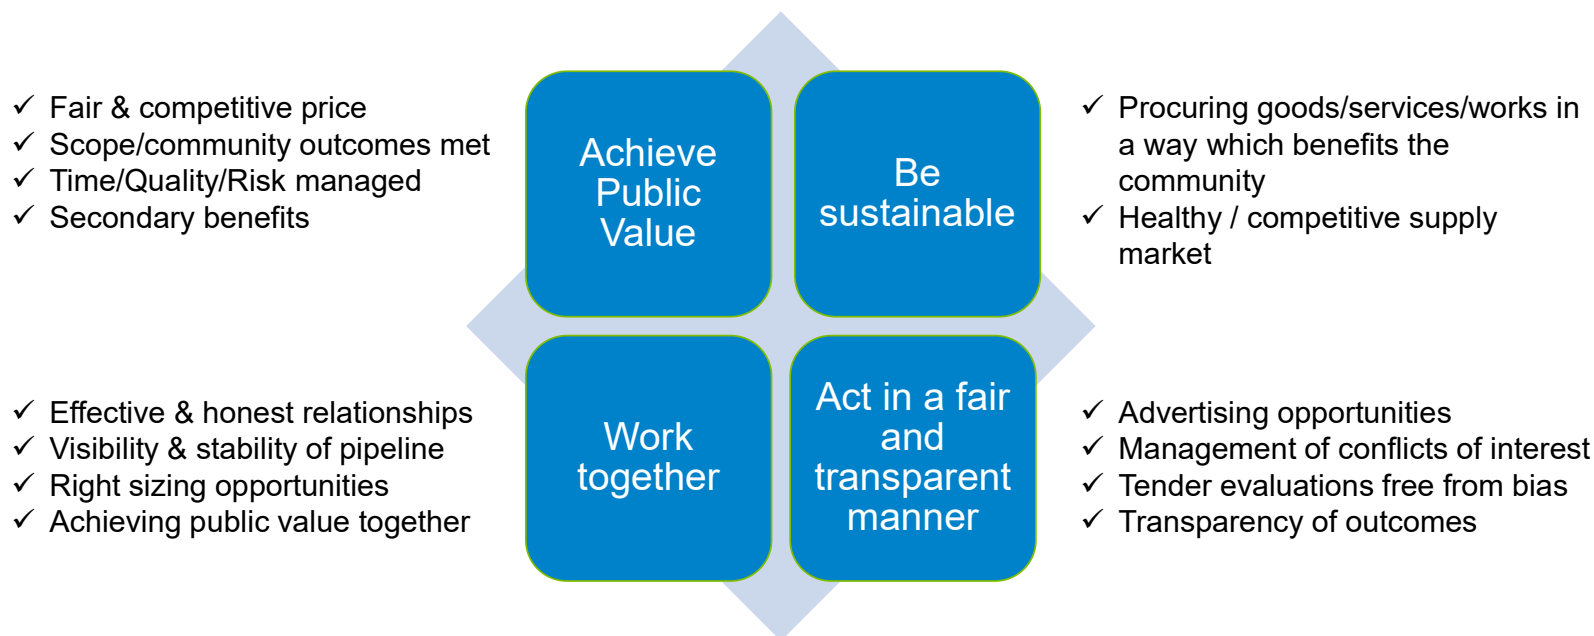 ✓ Fair & competitive price
✓ Scope/community outcomes met
✓ Time/Quality/Risk managed
✓ Secondary benefits
Achieve
Public
Value
Be
sustainable
✓ Procuring goods/services/works in
a way which benefits the
community
✓ Healthy / competitive supply
market
✓ Effective & honest relationships
✓ Visibility & stability of pipeline
✓ Right sizing opportunities
✓ Achieving public value together
Work
together
Act in a fair
and
transparent
manner
✓ Advertising opportunities
✓ Management of conflicts of interest
✓ Tender evaluations free from bias
✓ Transparency of outcomes